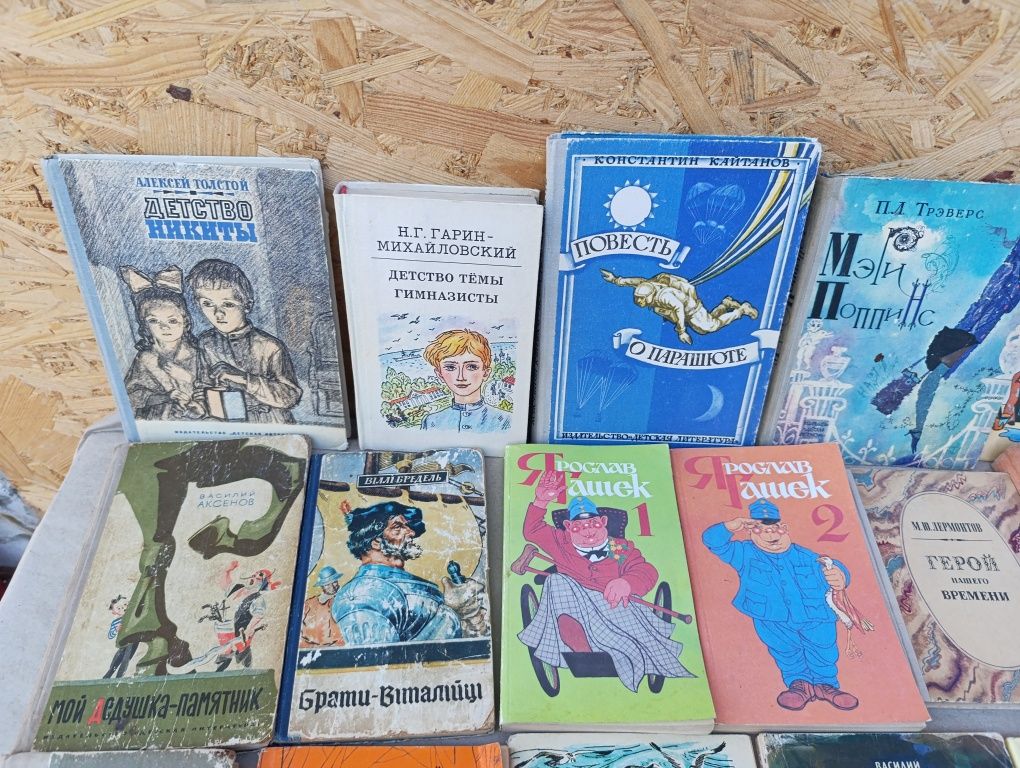 АЛЕКСЕЙ ТОЛСТОЙ
ДЕТСТВО
НИКИТЫ
Н.Г. ГАРИН-
МИХАЙЛОВСКИЙ
ДЕТСТВО ТЁМЫ
ГИМНАЗИСТЫ
КОНСТАНТИН КАЙТАНОВ
ПОВЕСТЬ
О ПАРАШЮТЕ
ИЗДАТЕЛЬСТВО "ДЕТСКАЯ ЛИТЕРАТУРА"
П.Л. ТРЭВЕРС
МЭРИ
ПОППИНС
ВАСИЛИЙ
АКСЕНОВ
МОЙ ДЕДУШКА-ПАМЯТНИК
ВІЛЛІ БРЕДЕЛЬ
Брати-Віталійці
ЯРОСЛАВ
ГАШЕК
1
ЯРОСЛАВ
ГАШЕК
2
М.Ю. ЛЕРМОНТОВ
ГЕРОЙ
НАШЕГО
ВРЕМЕНИ
ВАСИЛИЙ